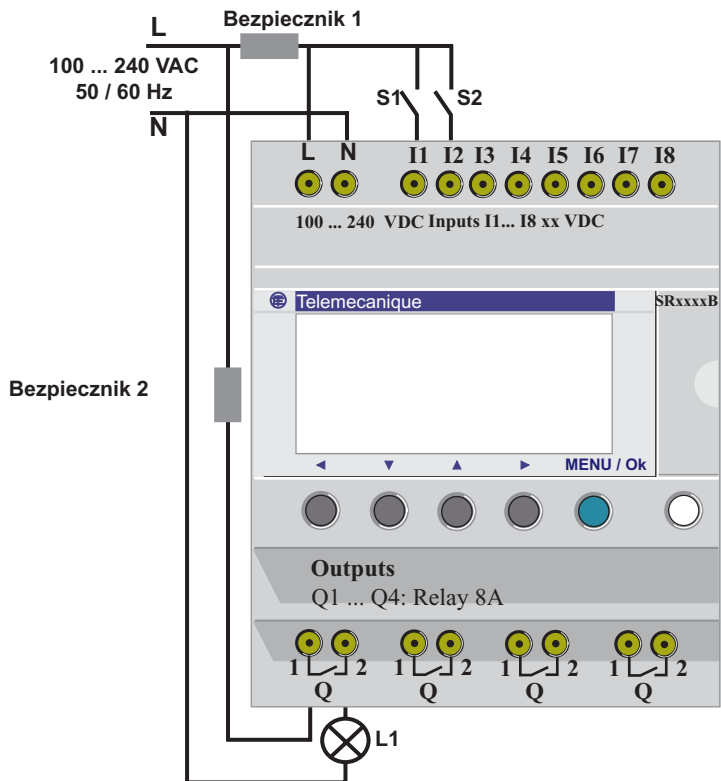 Bezpiecznik 1
L
100 ... 240 VAC
50 / 60 Hz
N
S1 S2
L N I1 I2 I3 I4 I5 I6 I7 I8
100 ... 240 VDC Inputs I1... I8 xx VDC
Telemecanique
SRxxxxB
Bezpiecznik 2
MENU / Ok
Outputs
Q1 ... Q4: Relay 8A
1 2 1 2 1 2 1 2
Q Q Q Q
L1